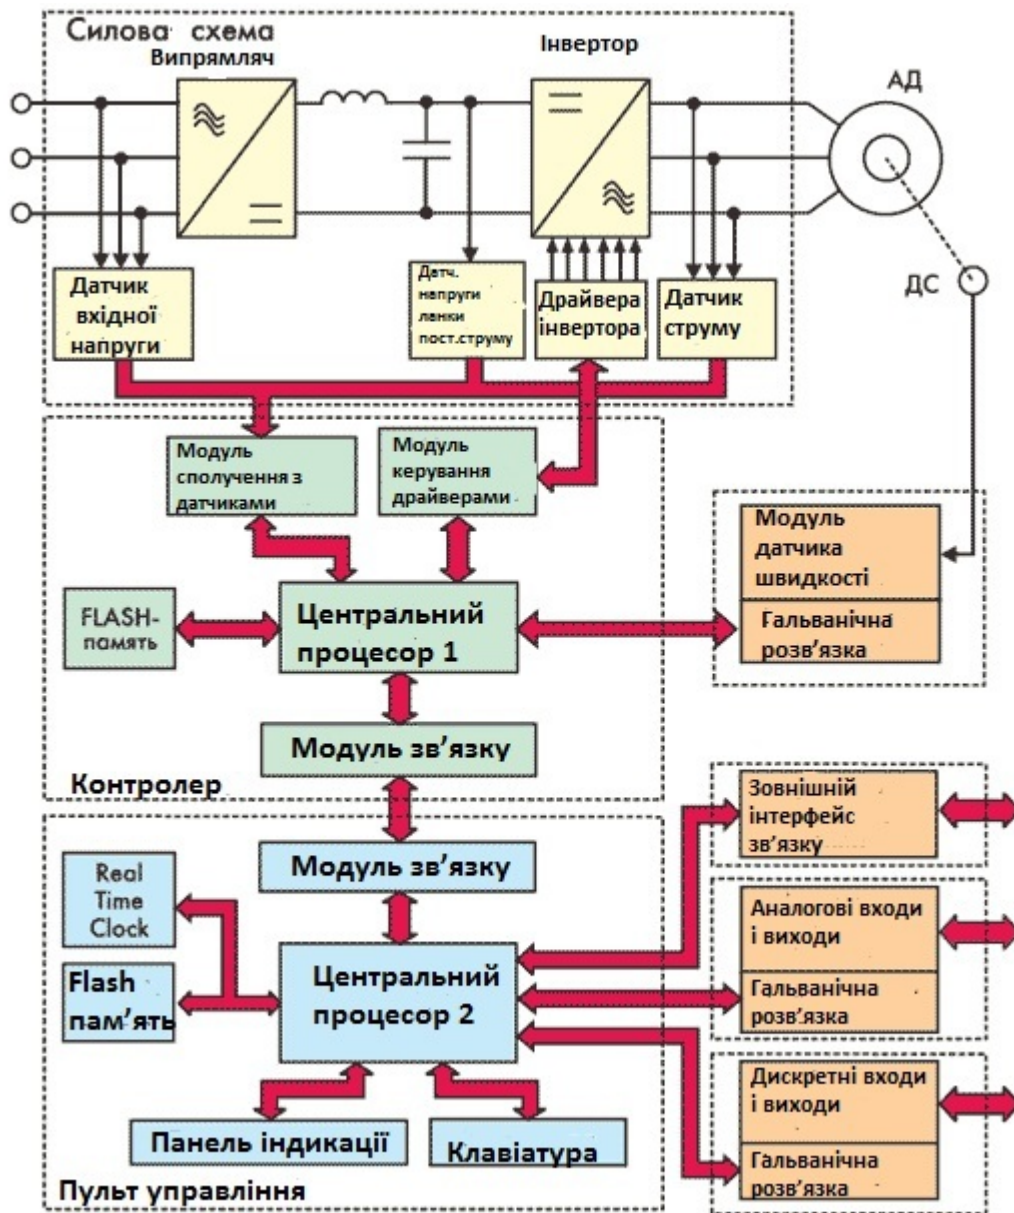 Силова схема
Випрямляч
Інвертор
АД
ДС
Датчик
вхідної
напруги
Датч.
напруги
ланки
пост.струму
Драйвера
інвертора
Датчик
струму
Модуль
сполучення з
датчиками
Модуль
керування
драйверами
Модуль
датчика
швидкості
Гальванічна
розв’язка
FLASH-
память
Центральний
процесор 1
Модуль зв’язку
Контролер
Зовнішній
інтерфейс
зв’язку
Модуль зв’язку
Real
Time
Clock
Flash
пам’ять
Центральний
процесор 2
Аналогові входи
і виходи
Гальванічна
розв’язка
Дискретні входи
і виходи
Гальванічна
розв’язка
Панель індикації
Клавіатура
Пульт управління